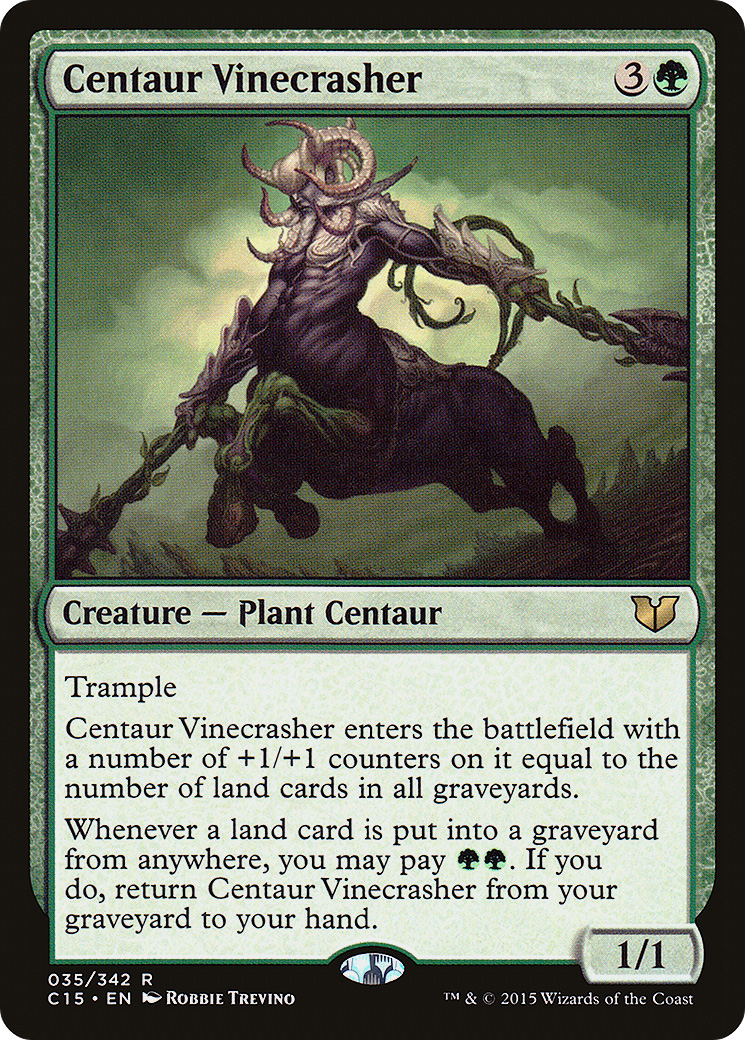 Centaur Vinecrasher 3
Creature — Plant Centaur
Trample
Centaur Vinecrasher enters the battlefield with
a number of +1/+1 counters on it equal to the
number of land cards in all graveyards.
Whenever a land card is put into a graveyard
from anywhere, you may pay . If you
do, return Centaur Vinecrasher from your
graveyard to your hand.
1/1
035/342 R
C15 • EN Robbie Trevino
™ & © 2015 Wizards of the Coast